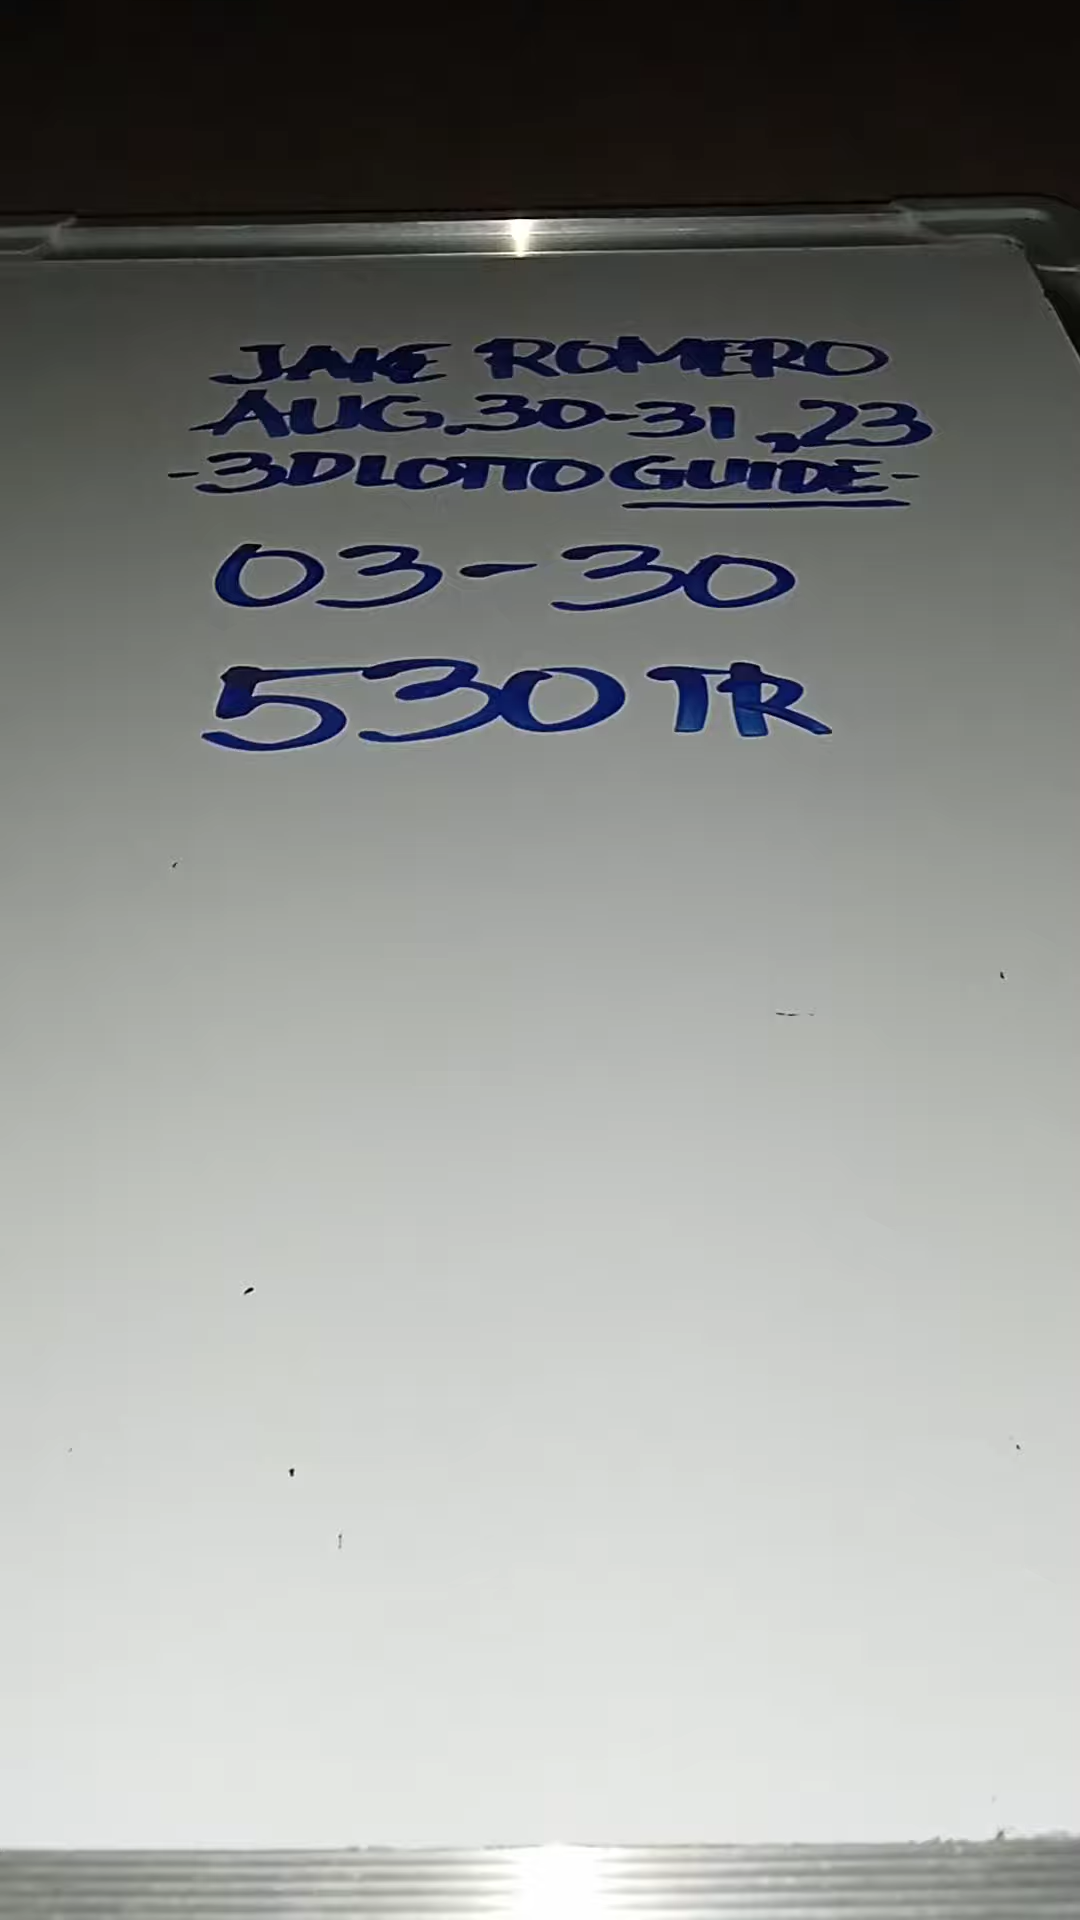 JAKE ROMERO
AUG. 30-31, 23
-3D LOTTO GUIDE-
03-30
530 TR